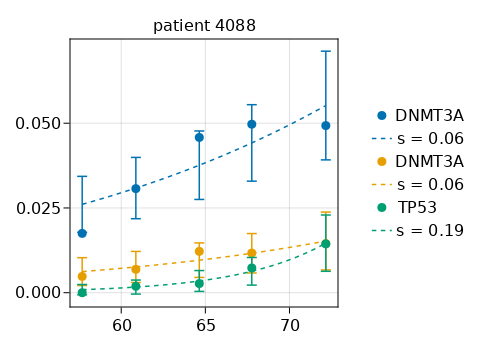 patient 4088
0.050
0.025
0.000
60
65
70
DNMT3A
s = 0.06
DNMT3A
s = 0.06
TP53
s = 0.19